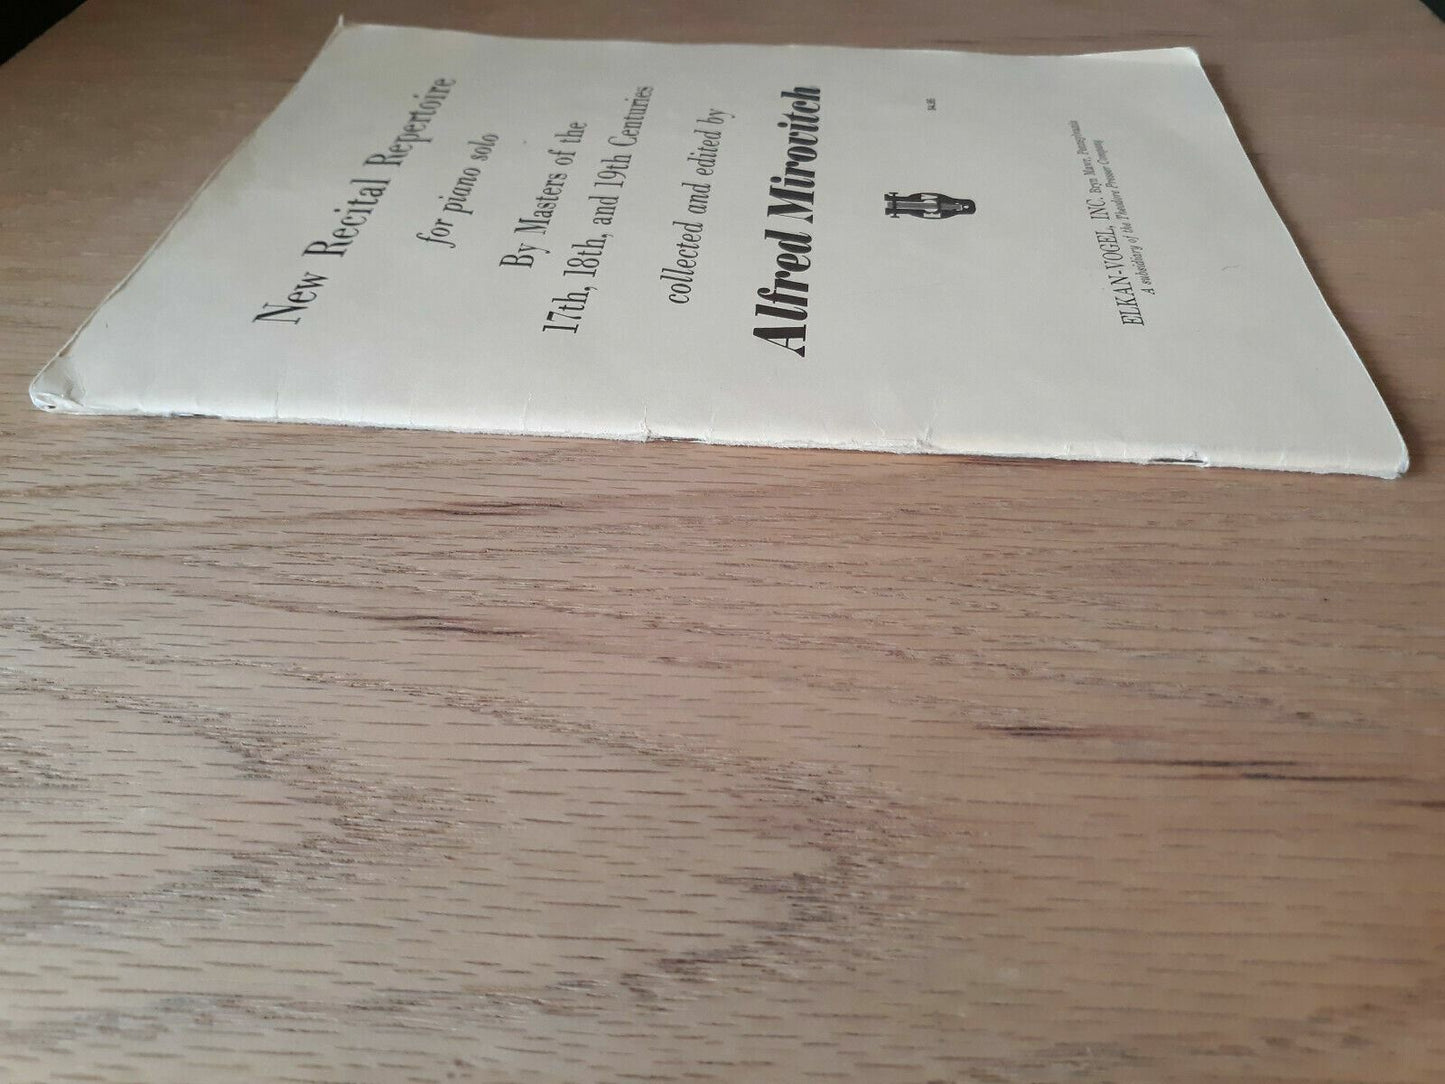 New Recital Repertoire
for piano solo
By Masters of the
17th, 18th, and 19th Centuries
collected and edited by
Alfred Mirovitch
ELKAN-VOGEL, INC. Bryn Mawr, Pennsylvania
A subsidiary of the Theodore Presser Company